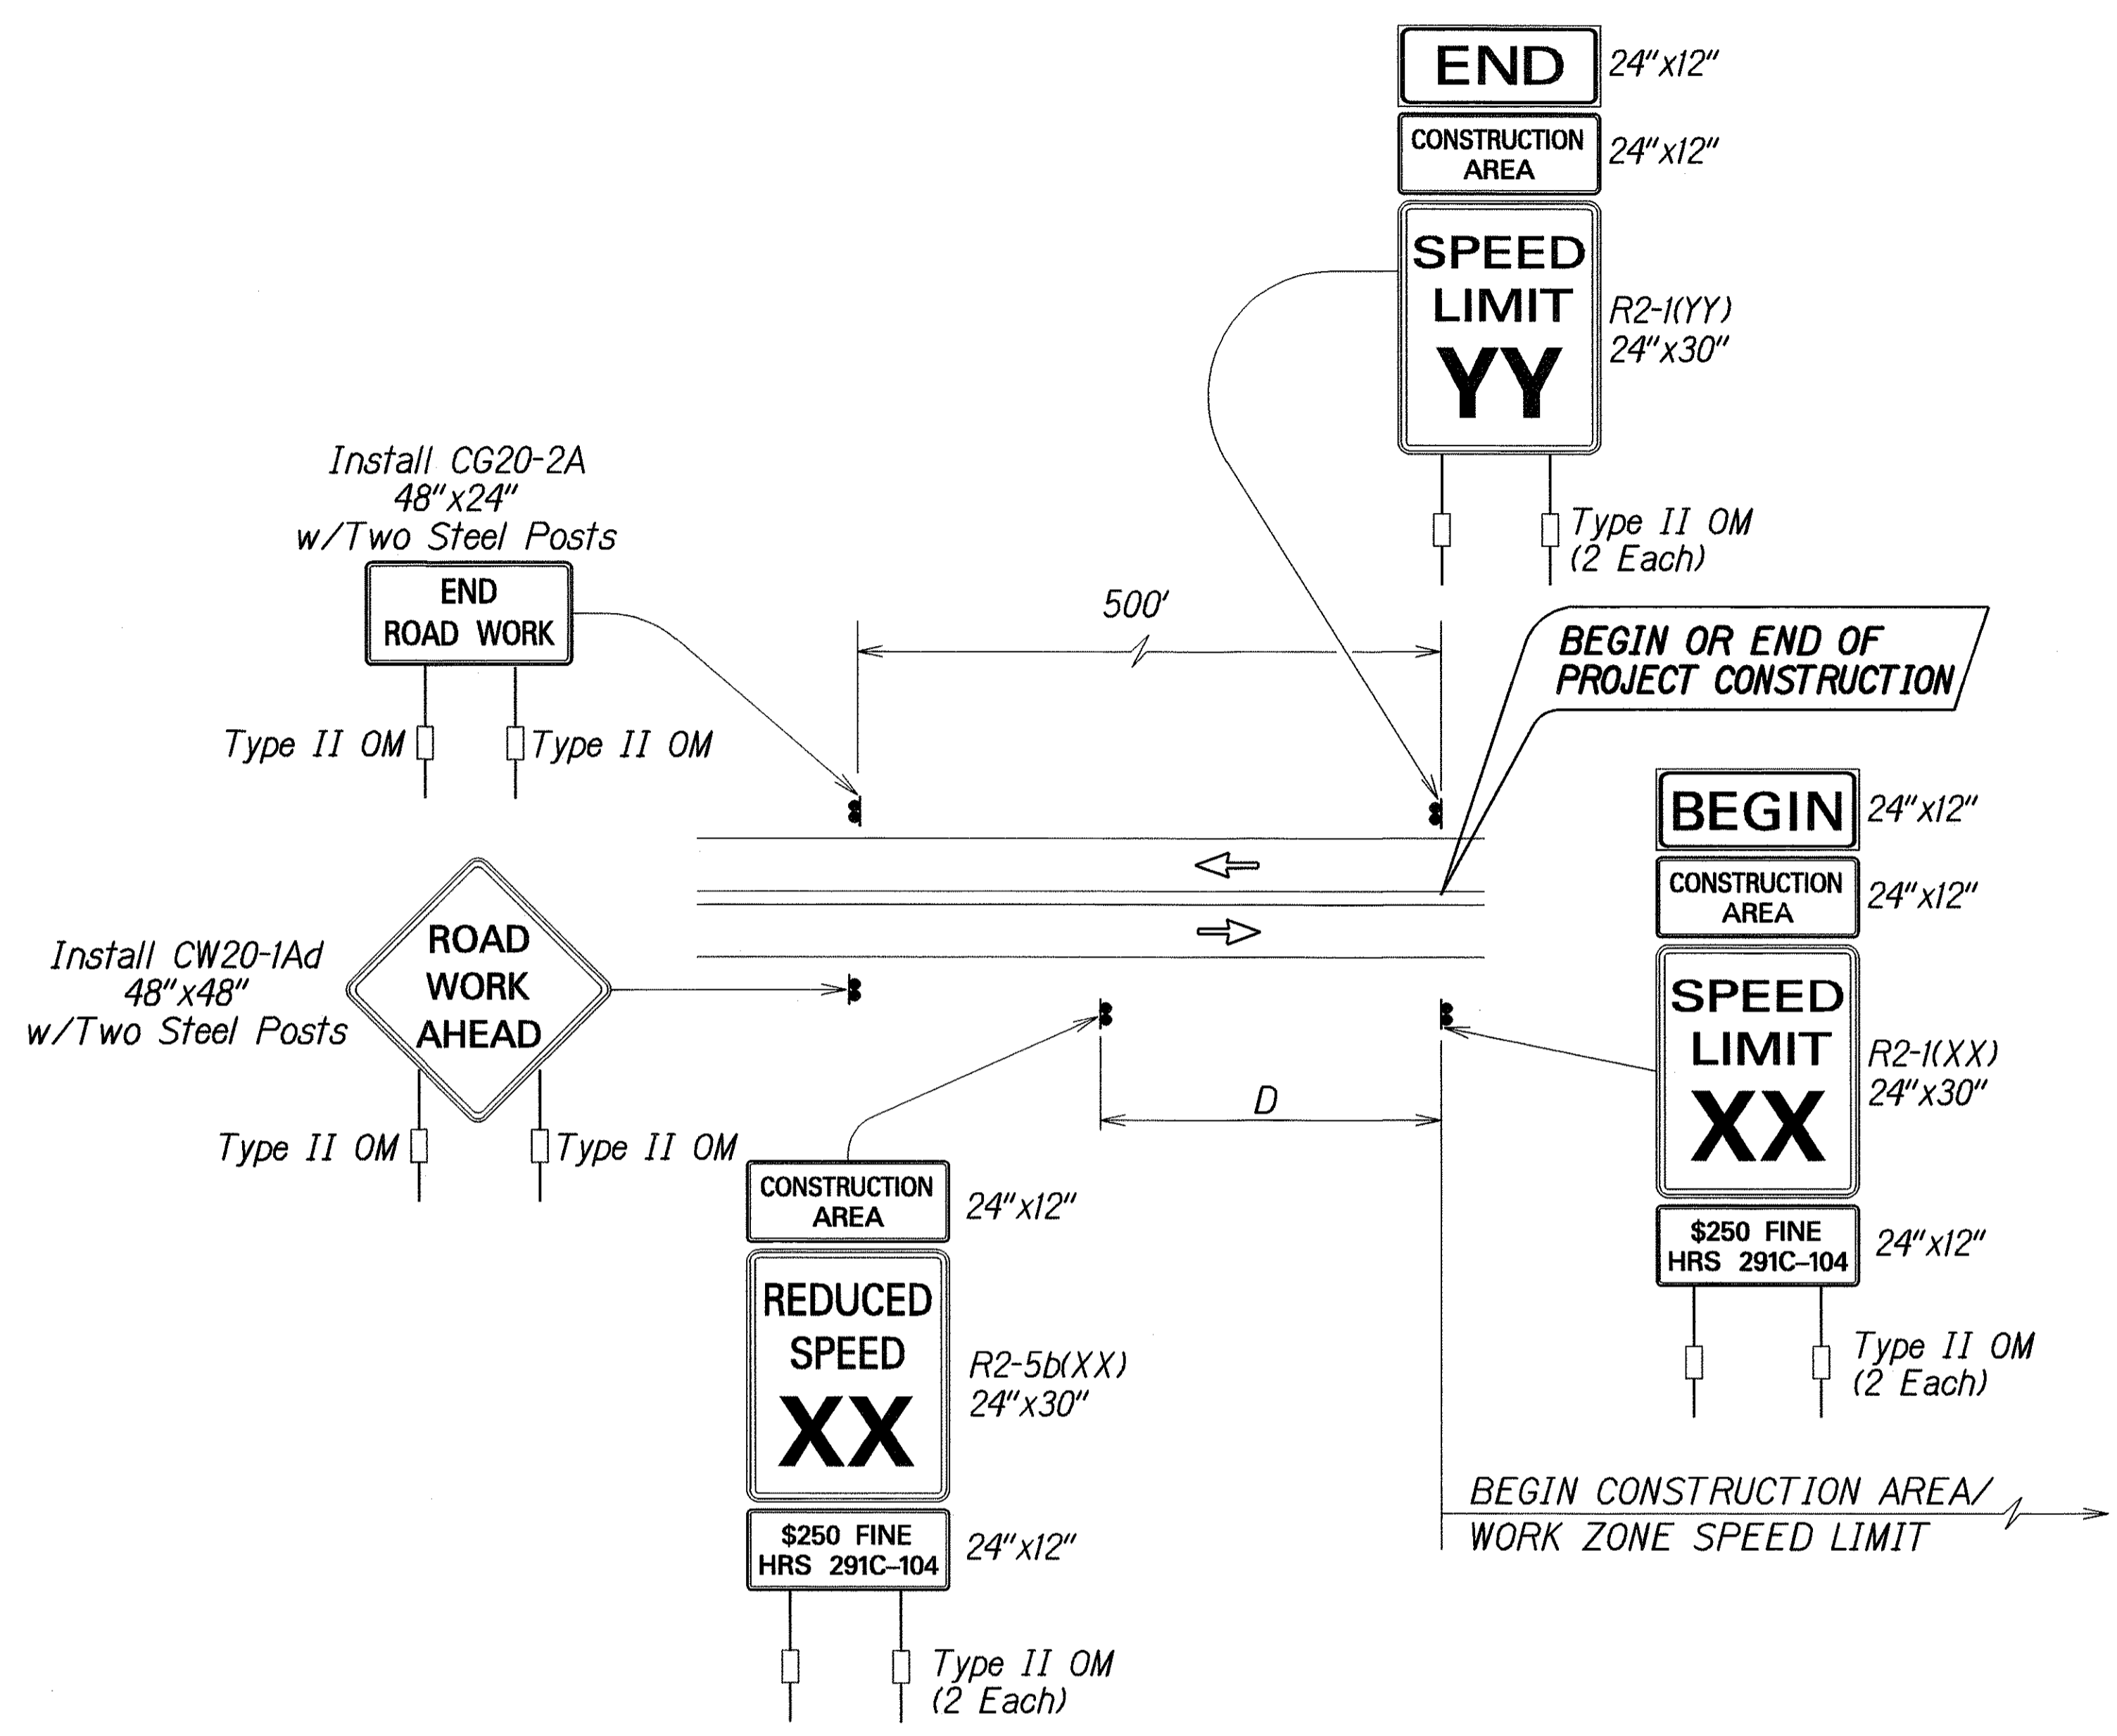 END
24"x12"
CONSTRUCTION
AREA
24"x12"
SPEED
LIMIT
YY
R2-1(YY)
24"x30"
Type II OM
(2 Each)
Install CG20-2A
48"x24"
w/Two Steel Posts
END
ROAD WORK
Type II OM
Type II OM
500'
BEGIN OR END OF
PROJECT CONSTRUCTION
BEGIN
24"x12"
CONSTRUCTION
AREA
24"x12"
SPEED
LIMIT
XX
R2-1(XX)
24"x30"
$250 FINE
HRS 291C-104
24"x12"
Type II OM
(2 Each)
Install CW20-1Ad
48"x48"
w/Two Steel Posts
ROAD
WORK
AHEAD
Type II OM
Type II OM
D
CONSTRUCTION
AREA
24"x12"
REDUCED
SPEED
XX
R2-5b(XX)
24"x30"
$250 FINE
HRS 291C-104
24"x12"
Type II OM
(2 Each)
BEGIN CONSTRUCTION AREA/
WORK ZONE SPEED LIMIT